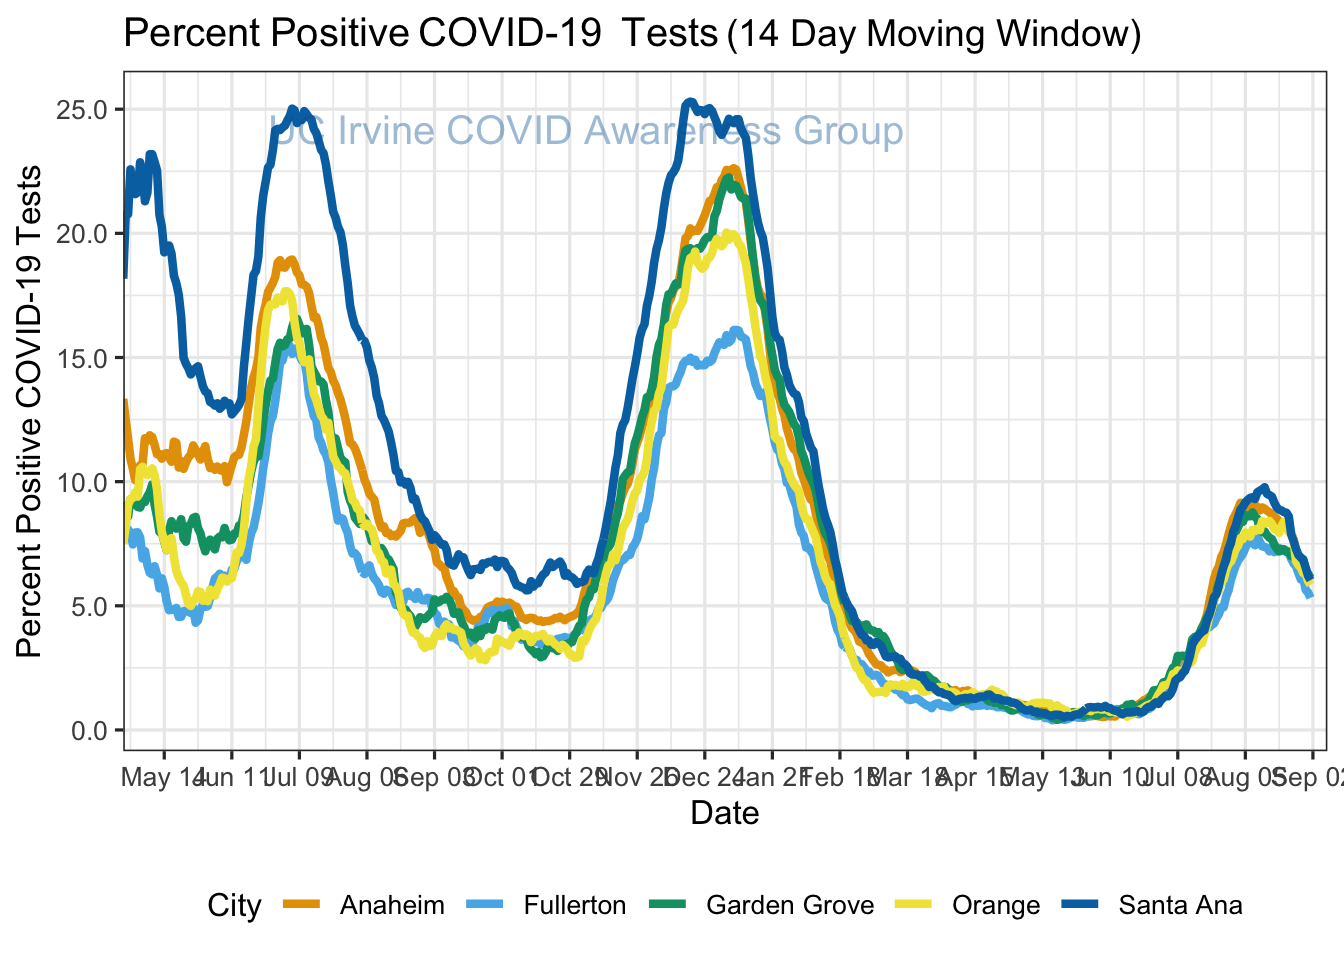 Percent Positive COVID-19 Tests (14 Day Moving Window)
UC Irvine COVID Awareness Group
Percent Positive COVID-19 Tests
25.0
20.0
15.0
10.0
5.0
0.0
May 14 Jun 11 Jul 09 Aug 06 Sep 03 Oct 01 Oct 29 Nov 26 Dec 24 Jan 21 Feb 18 Mar 18 Apr 15 May 13 Jun 10 Jul 08 Aug 05 Sep 02
Date
City Anaheim Fullerton Garden Grove Orange Santa Ana